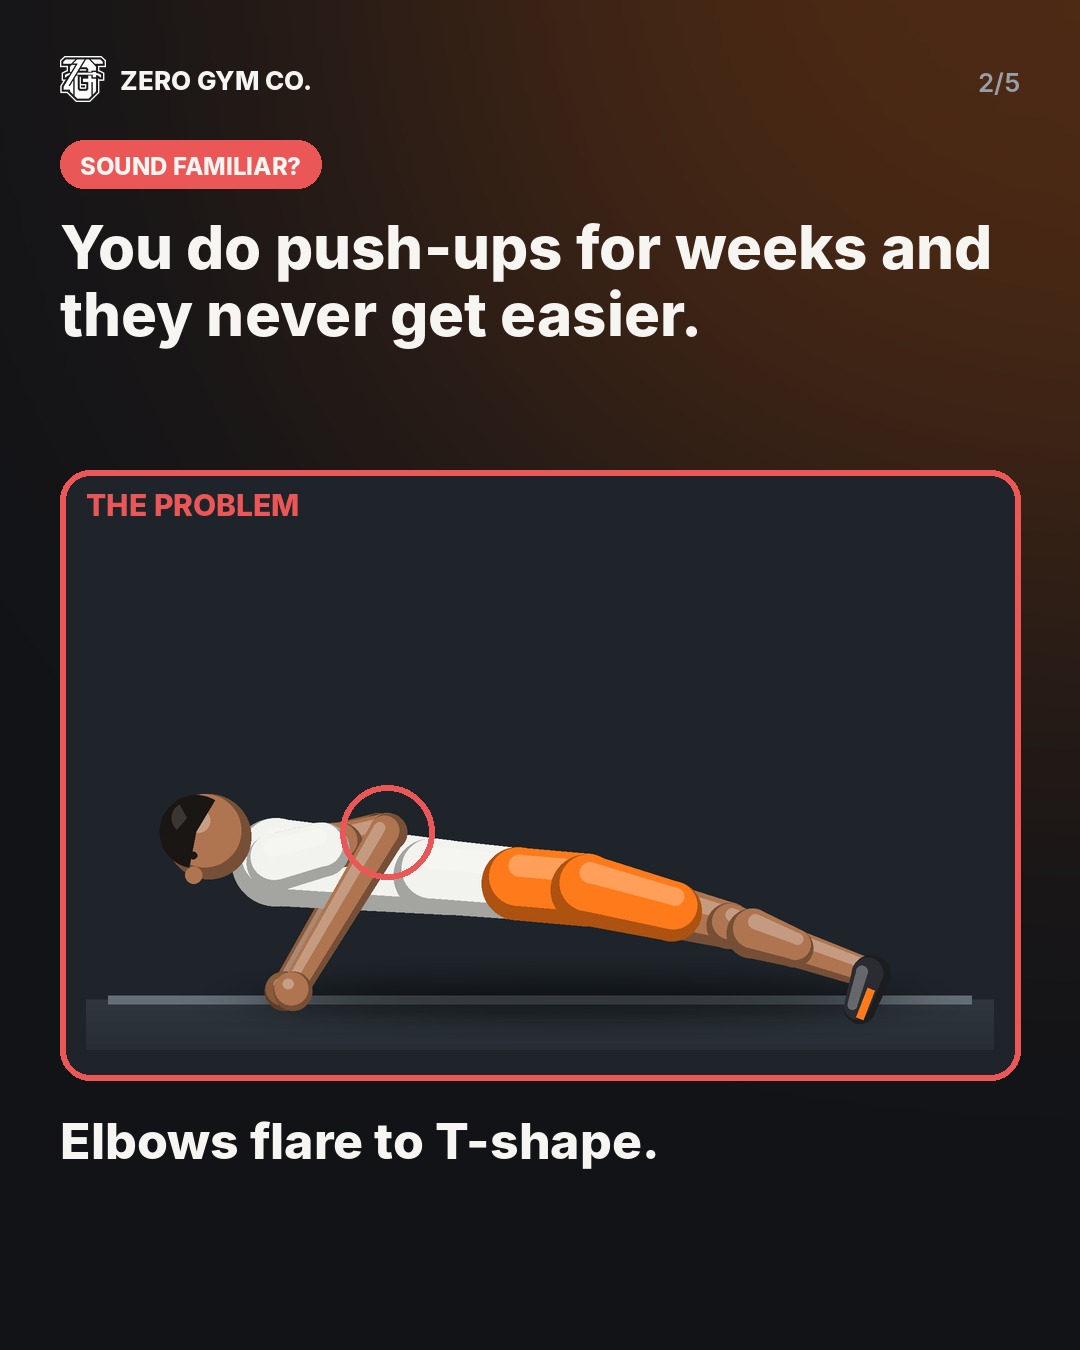 ZERO GYM CO.
2/5
SOUND FAMILIAR?
You do push-ups for weeks and
they never get easier.
THE PROBLEM
Elbows flare to T-shape.